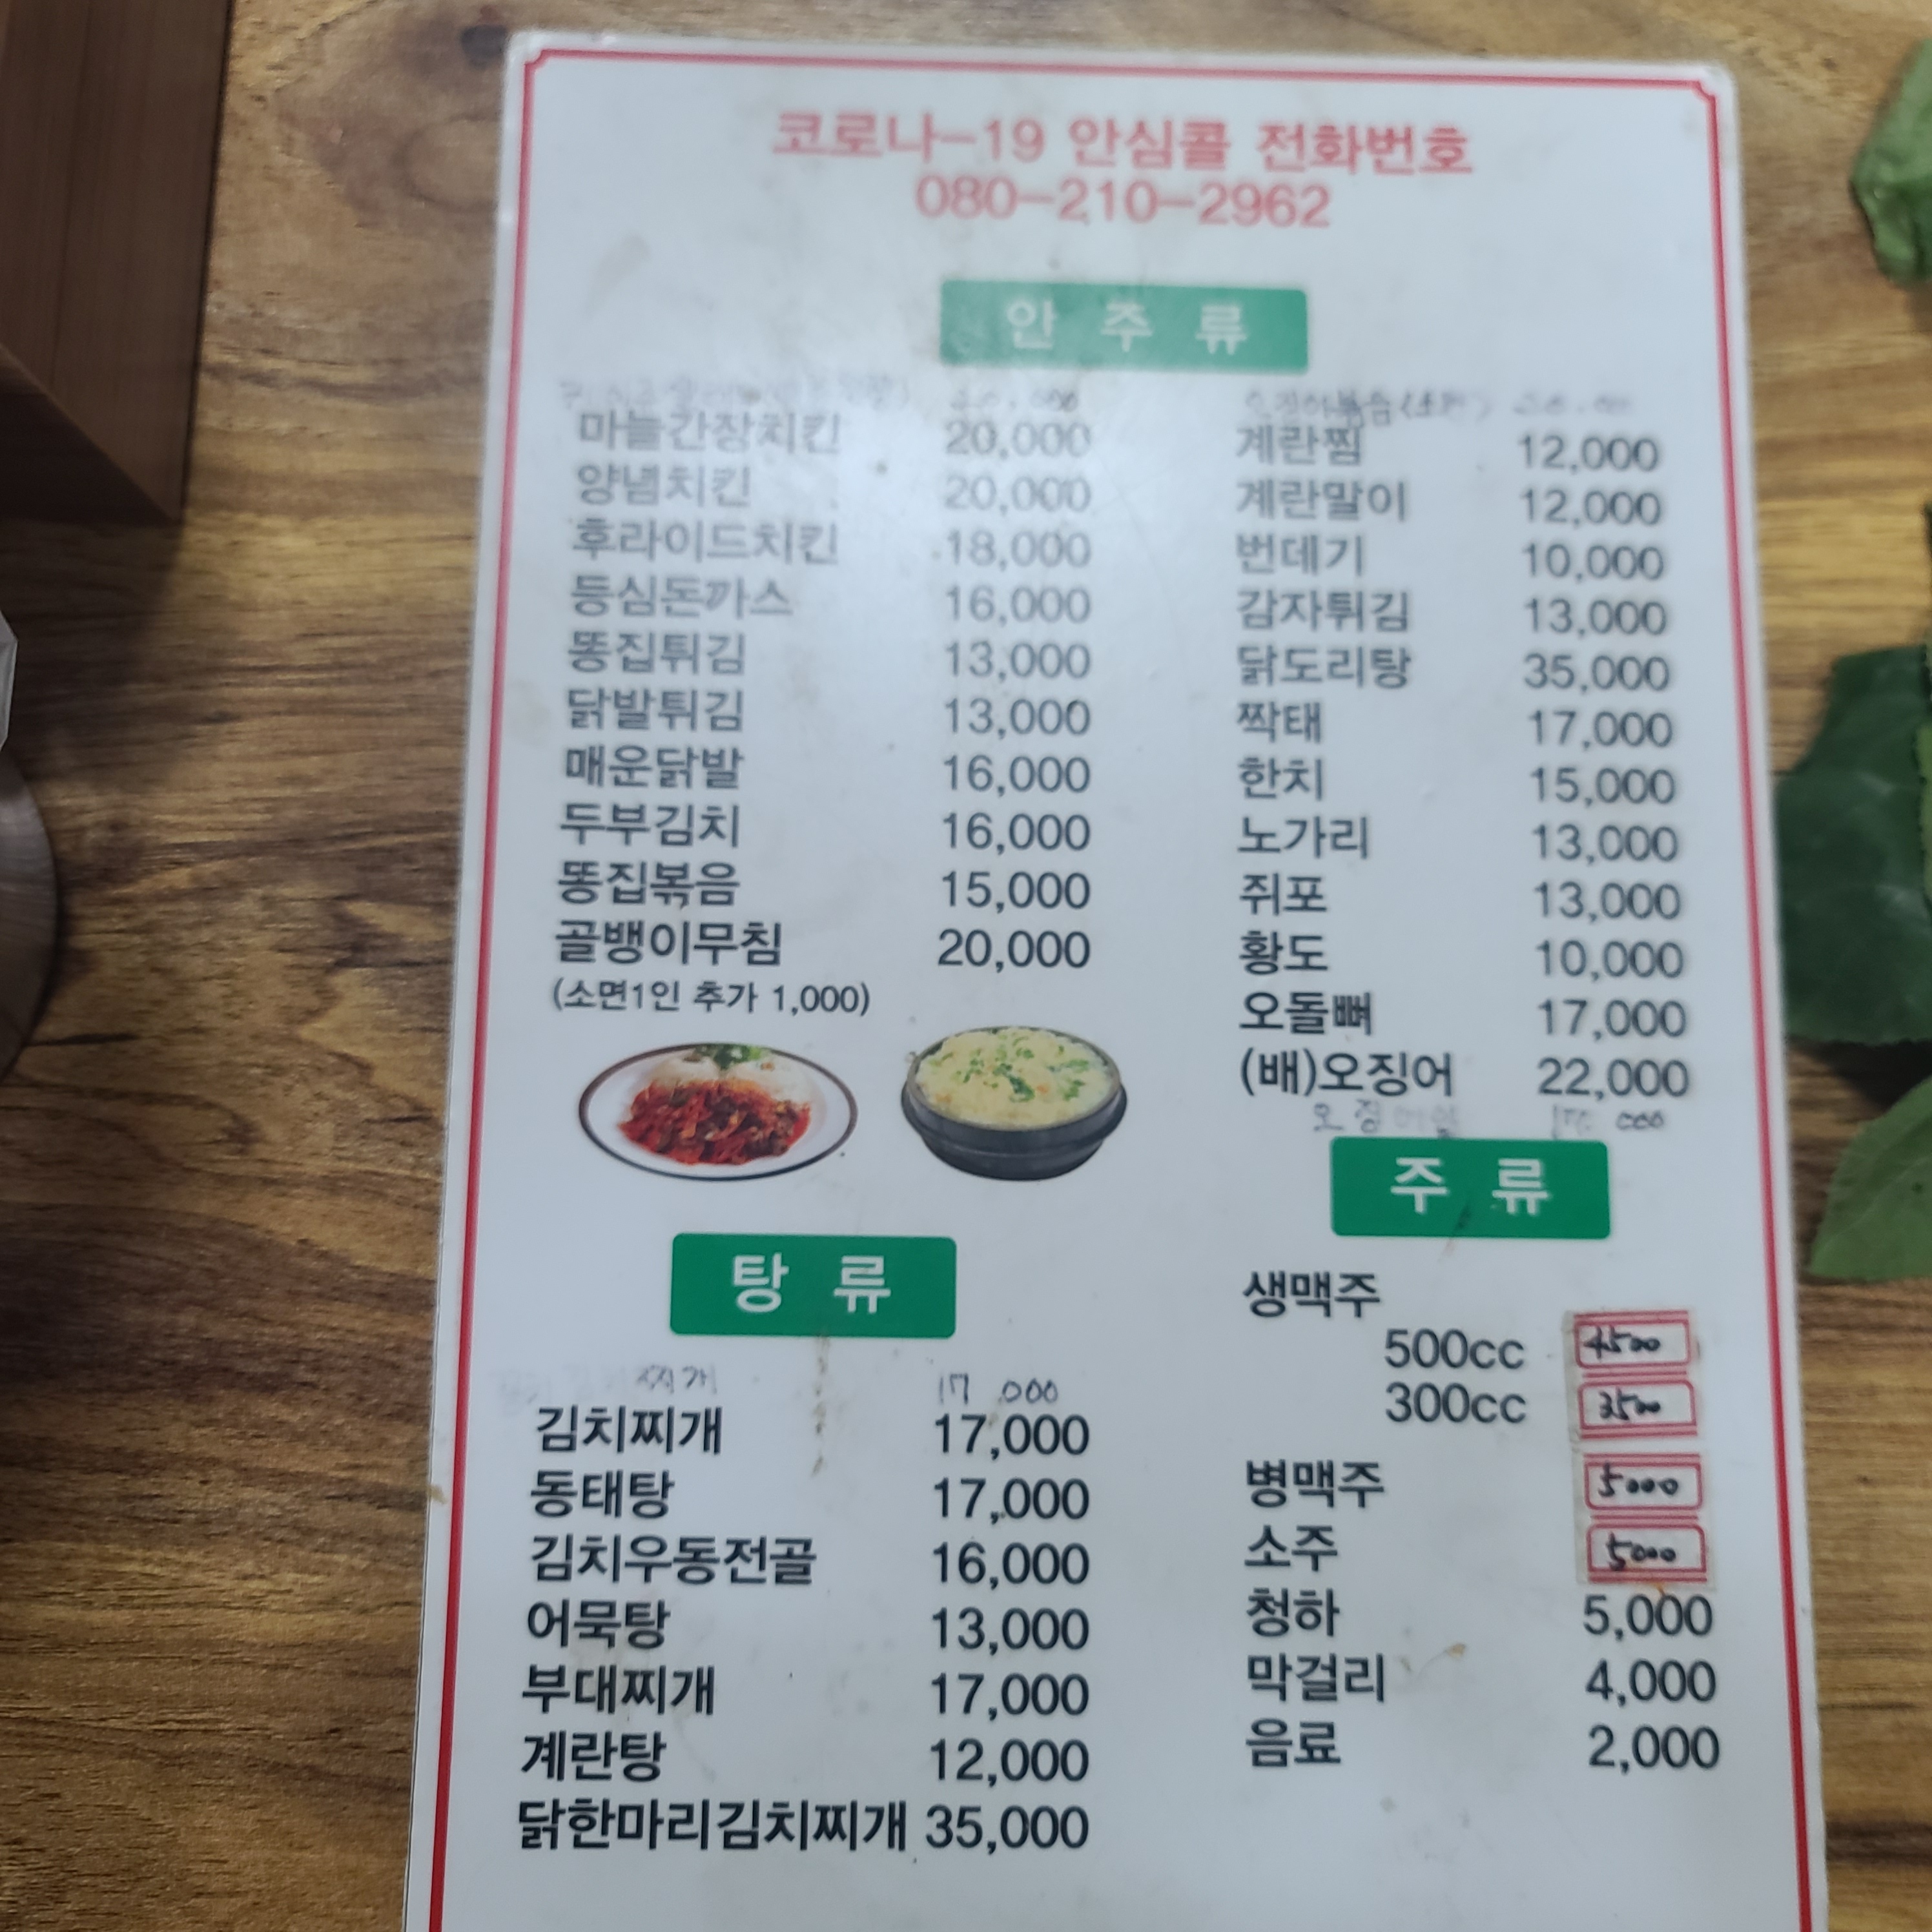 코로나-19 안심콜 전화번호
080-210-2962
안 주 류
마늘간장치킨 20,000
양념치킨 20,000
후라이드치킨 18,000
등심돈까스 16,000
똥집튀김 13,000
닭발튀김 13,000
매운닭발 16,000
두부김치 16,000
똥집볶음 15,000
골뱅이무침 20,000
(소면1인 추가 1,000)
계란찜 12,000
계란말이 12,000
번데기 10,000
감자튀김 13,000
닭도리탕 35,000
짝태 17,000
한치 15,000
노가리 13,000
쥐포 13,000
황도 10,000
오돌뼈 17,000
(배)오징어 22,000
탕 류
찌개 17,000
김치찌개 17,000
동태탕 17,000
김치우동전골 16,000
어묵탕 13,000
부대찌개 17,000
계란탕 12,000
닭한마리김치찌개 35,000
주 류
생맥주
500cc 4500
300cc 3500
병맥주 5000
소주 5000
청하 5,000
막걸리 4,000
음료 2,000